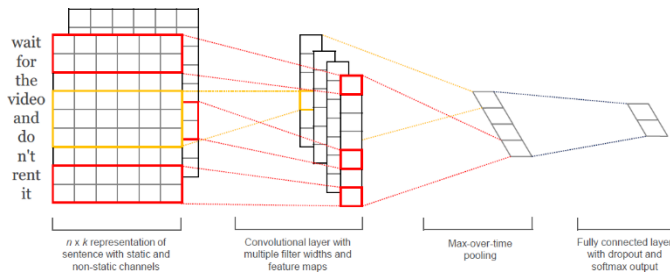 wait
for
the
video
and
do
n't
rent
it
n x k representation of
sentence with static and
non-static channels
Convolutional layer with
multiple filter widths and
feature maps
Max-over-time
pooling
Fully connected layer
with dropout and
softmax output